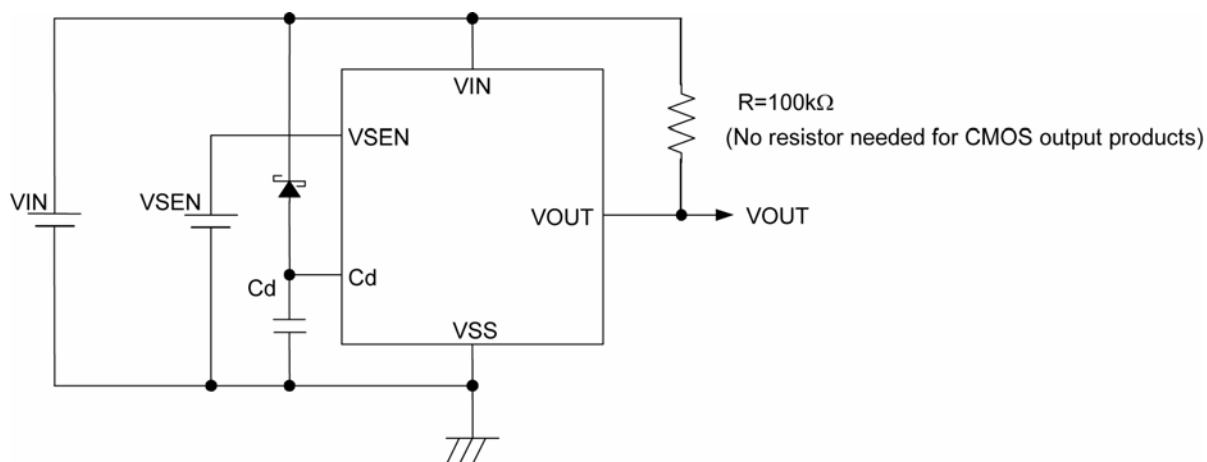 VIN
R=100kΩ
VSEN
(No resistor needed for CMOS output products)
VIN
VSEN
VOUT
VOUT
Cd
Cd
VSS